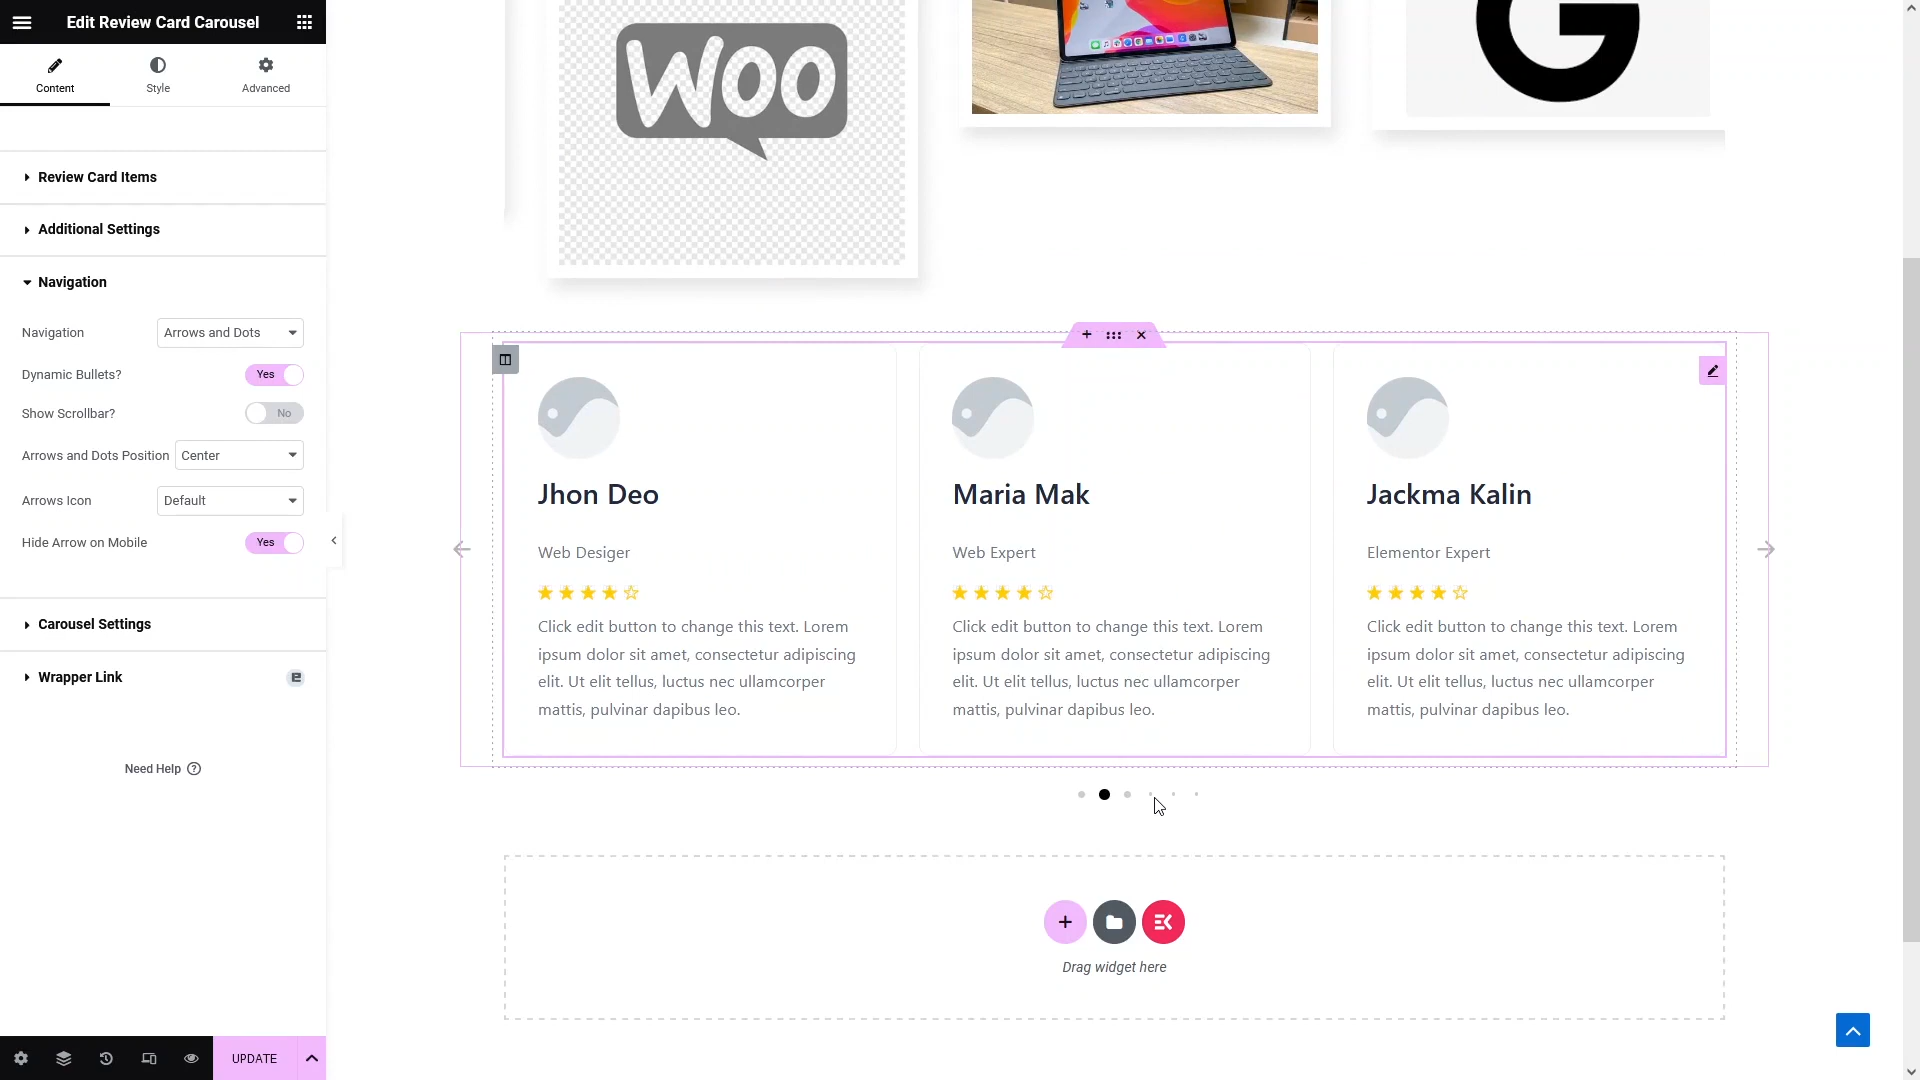 Edit Review Card Carousel
Content
Style
Advanced
Review Card Items
Additional Settings
Navigation
Navigation
Arrows and Dots
Dynamic Bullets?
Yes
Show Scrollbar?
No
Arrows and Dots Position
Center
Arrows Icon
Default
Hide Arrow on Mobile
Yes
Carousel Settings
Wrapper Link
Need Help
UPDATE
Woo
G
Jhon Deo
Web Desiger
Click edit button to change this text. Lorem
ipsum dolor sit amet, consectetur adipiscing
elit. Ut elit tellus, luctus nec ullamcorper
mattis, pulvinar dapibus leo.
Maria Mak
Web Expert
Click edit button to change this text. Lorem
ipsum dolor sit amet, consectetur adipiscing
elit. Ut elit tellus, luctus nec ullamcorper
mattis, pulvinar dapibus leo.
Jackma Kalin
Elementor Expert
Click edit button to change this text. Lorem
ipsum dolor sit amet, consectetur adipiscing
elit. Ut elit tellus, luctus nec ullamcorper
mattis, pulvinar dapibus leo.
Drag widget here